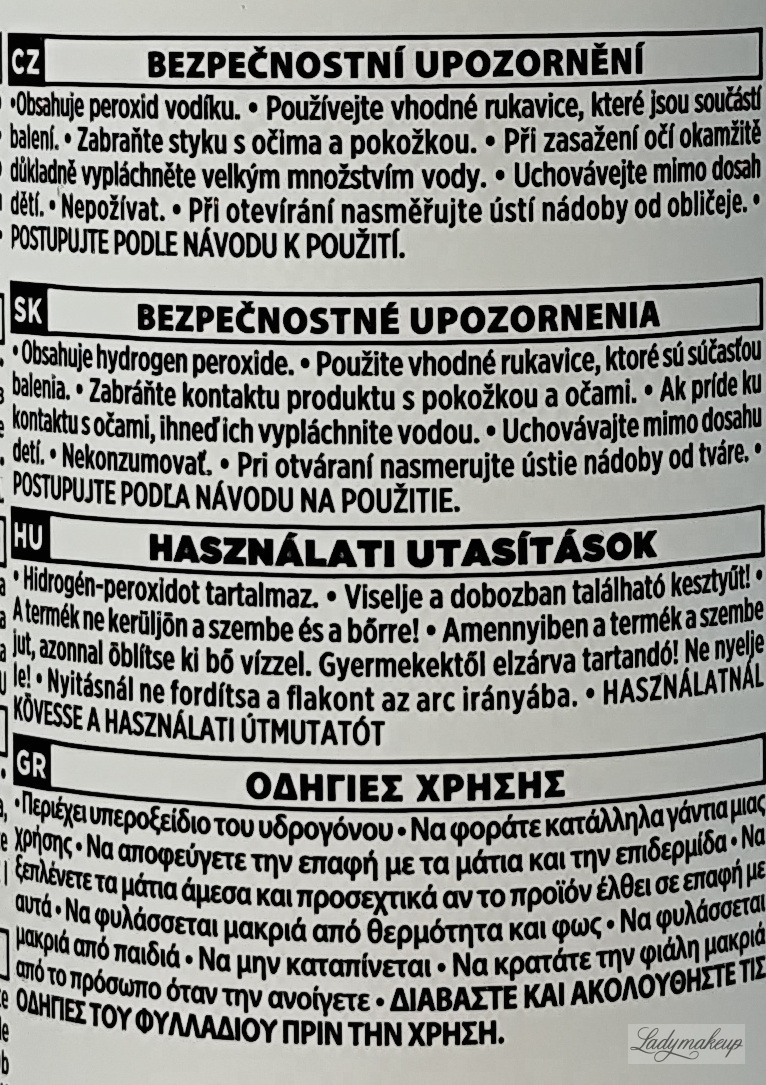 CZ BEZPEČNOSTNÍ UPOZORNĚNÍ
•Obsahuje peroxid vodíku. • Používejte vhodné rukavice, které jsou součástí
balení. • Zabraňte styku s očima a pokožkou. • Při zasažení očí okamžitě
důkladně vypláchněte velkým množstvím vody. • Uchovávejte mimo dosah
dětí. • Nepožívat. • Při otevírání nasměřujte ústí nádoby od obličeje. •
POSTUPUJTE PODLE NÁVODU K POUŽITÍ.
SK BEZPEČNOSTNÉ UPOZORNENIA
•Obsahuje hydrogen peroxide. • Použite vhodné rukavice, ktoré sú súčasťou
balenia. • Zabráňte kontaktu produktu s pokožkou a očami. • Ak príde ku
kontaktu s očami, ihneď ich vypláchnite vodou. • Uchovávajte mimo dosahu
detí. • Nekonzumovať. • Pri otváraní nasmerujte ústie nádoby od tváre. •
POSTUPUJTE PODĽA NÁVODU NA POUŽITIE.
HU HASZNÁLATI UTASÍTÁSOK
• Hidrogén-peroxidot tartalmaz. • Viselje a dobozban található kesztyűt! •
A termék ne kerüljön a szembe és a bőrre! • Amennyiben a termék a szembe
jut, azonnal öblítse ki bő vízzel. Gyermekektől elzárva tartandó! Ne nyelje
le! • Nyitásnál ne fordítsa a flakont az arc irányába. • HASZNÁLATNÁL
KÖVESSE A HASZNÁLATI ÚTMUTATÓT
GR ΟΔΗΓΙΕΣ ΧΡΗΣΗΣ
•Περιέχει υπεροξείδιο του υδρογόνου • Να φοράτε κατάλληλα γάντια μιας
χρήσης • Να αποφεύγετε την επαφή με τα μάτια και την επιδερμίδα • Να
ξεπλένετε τα μάτια άμεσα και προσεχτικά αν το προϊόν έλθει σε επαφή με
αυτά • Να φυλάσσεται μακριά από θερμότητα και φως • Να φυλάσσεται
μακριά από παιδιά • Να μην καταπίνεται • Να κρατάτε την φιάλη μακριά
από το πρόσωπο όταν την ανοίγετε • ΔΙΑΒΑΣΤΕ ΚΑΙ ΑΚΟΛΟΥΘΗΣΤΕ ΤΙΣ
ΟΔΗΓΙΕΣ ΤΟΥ ΦΥΛΛΑΔΙΟΥ ΠΡΙΝ ΤΗΝ ΧΡΗΣΗ.
Ladymakeup